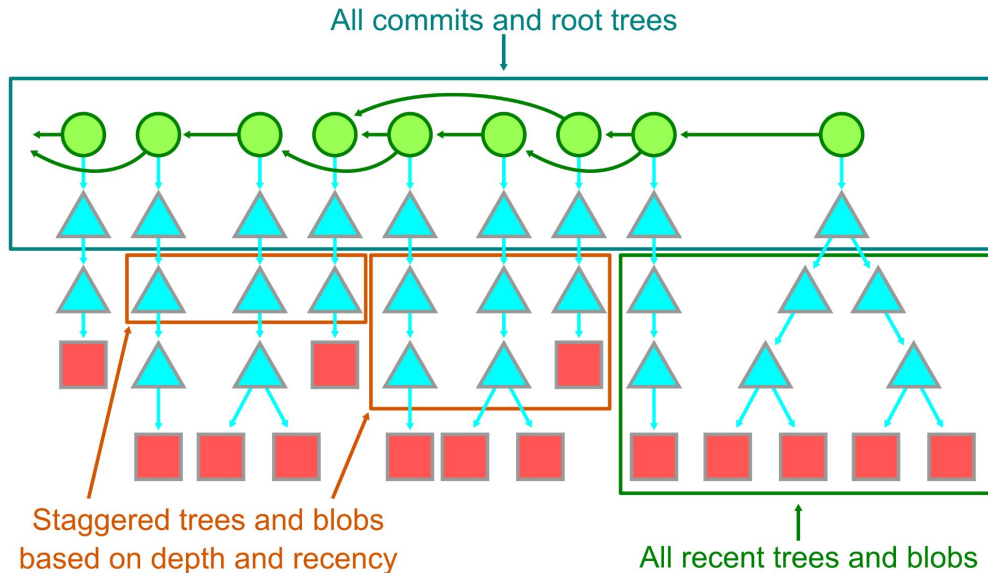 All commits and root trees
Staggered trees and blobs
based on depth and recency
All recent trees and blobs